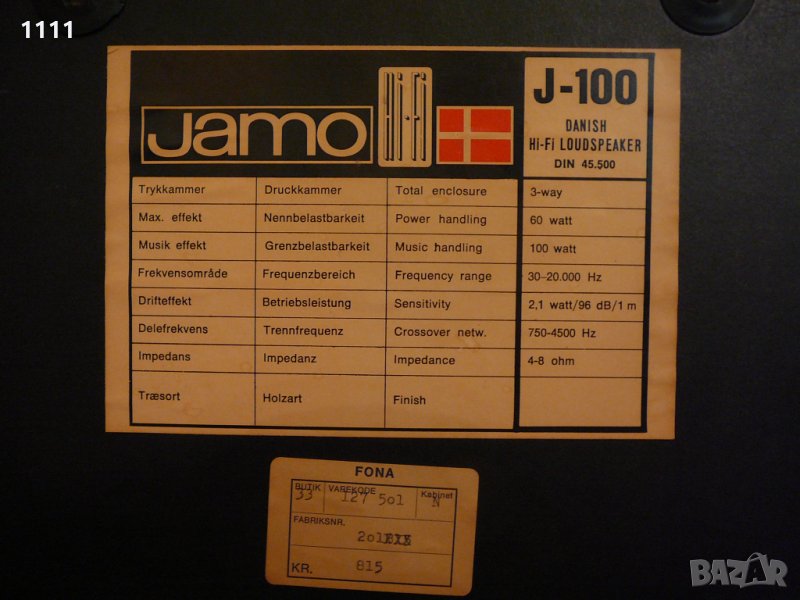 1111
Jamo Hi-Fi
J-100
DANISH
Hi-Fi LOUDSPEAKER
DIN 45.500
Trykkammer Druckkammer Total enclosure 3-way
Max. effekt Nennbelastbarkeit Power handling 60 watt
Musik effekt Grenzbelastbarkeit Music handling 100 watt
Frekvensområde Frequenzbereich Frequency range 30-20.000 Hz
Drifteffekt Betriebsleistung Sensitivity 2,1 watt/96 dB/1 m
Delefrekvens Trennfrequenz Crossover netw. 750-4500 Hz
Impedans Impedanz Impedance 4-8 ohm
Træsort Holzart Finish
FONA
BUTIK VAREKODE Kabinet
33 127 5o1 N
FABRIKSNR.
KR. 815
BAZAR